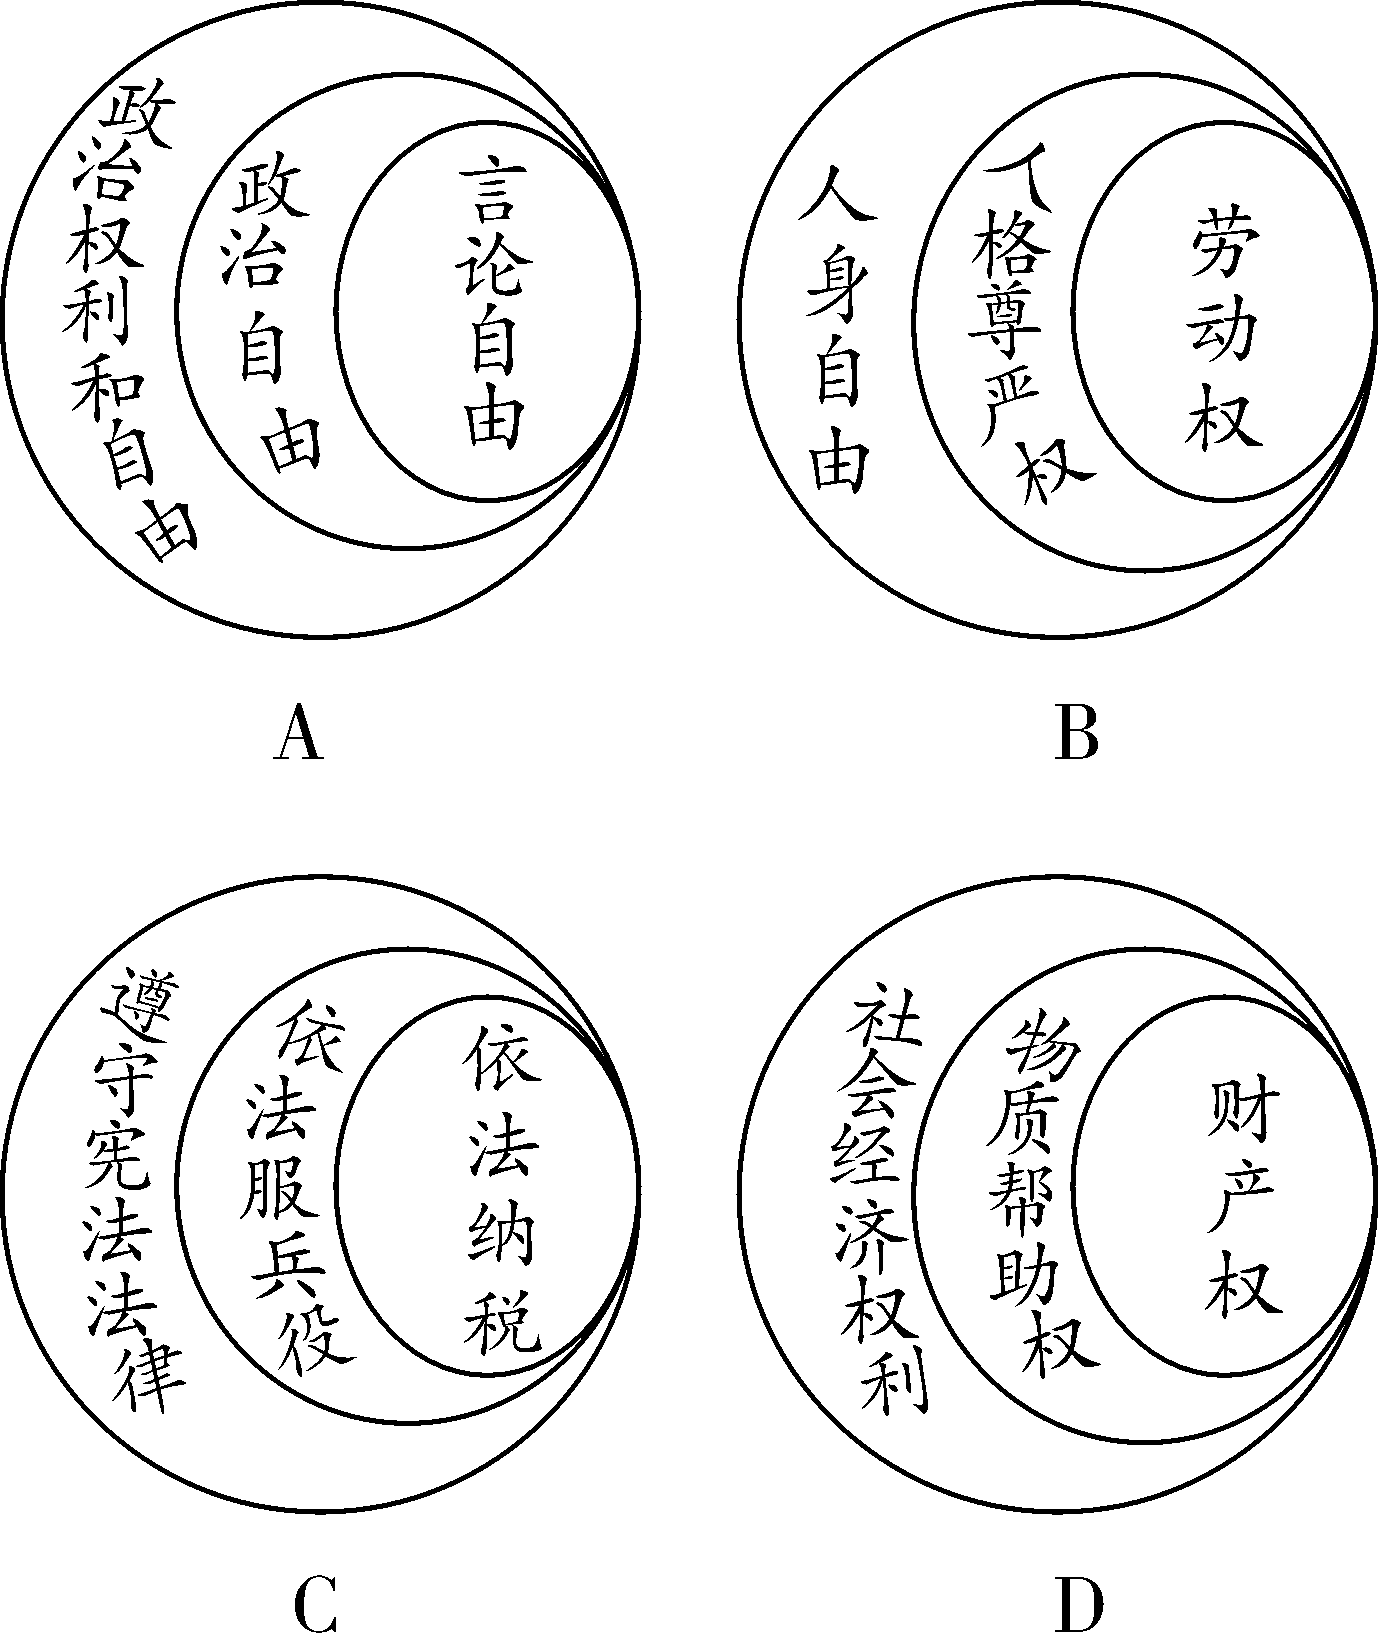 政治权利和自由
政治自由
言论自由
A
人身自由
人格尊严权
劳动权
B
遵守宪法法律
依法服兵役
依法纳税
C
社会经济权利
物质帮助权
财产权
D